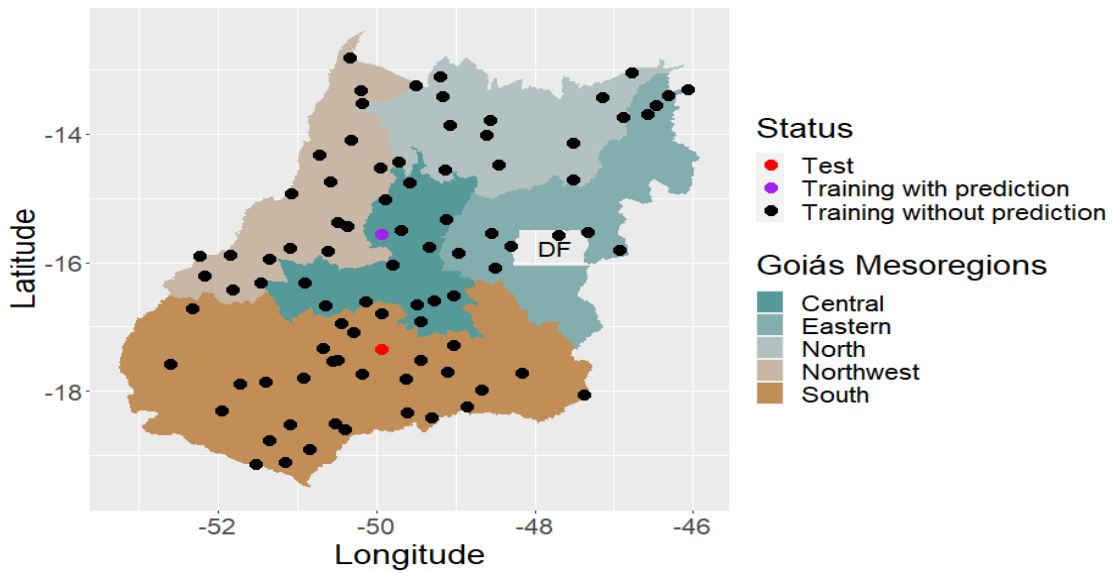 -14
-16
-18
Latitude
DF
-52
-50
-48
-46
Longitude
Status
Test
Training with prediction
Training without prediction
Goiás Mesoregions
Central
Eastern
North
Northwest
South